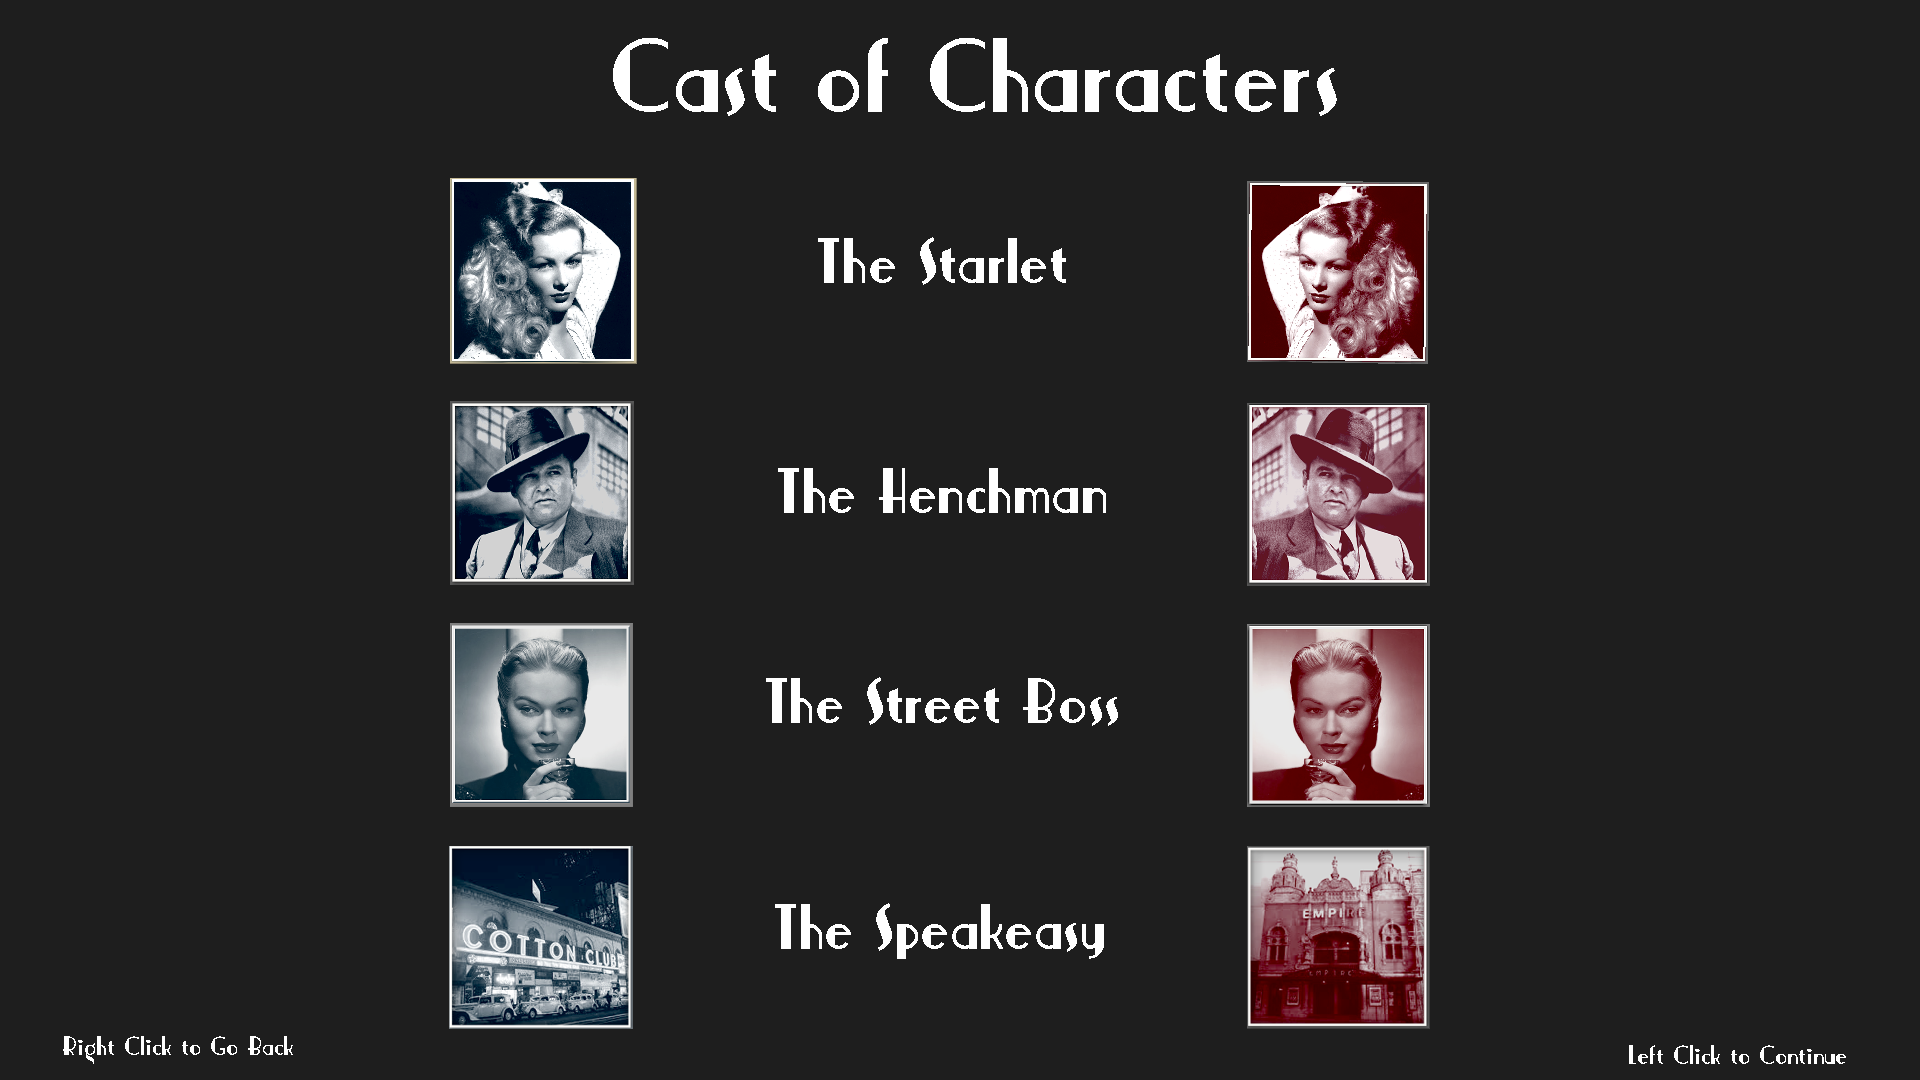 Cast of Characters
The Starlet
The Henchman
The Street Boss
The Speakeasy
COTTON CLUB
EMPIRE
EMPIRE
Right Click to Go Back
Left Click to Continue